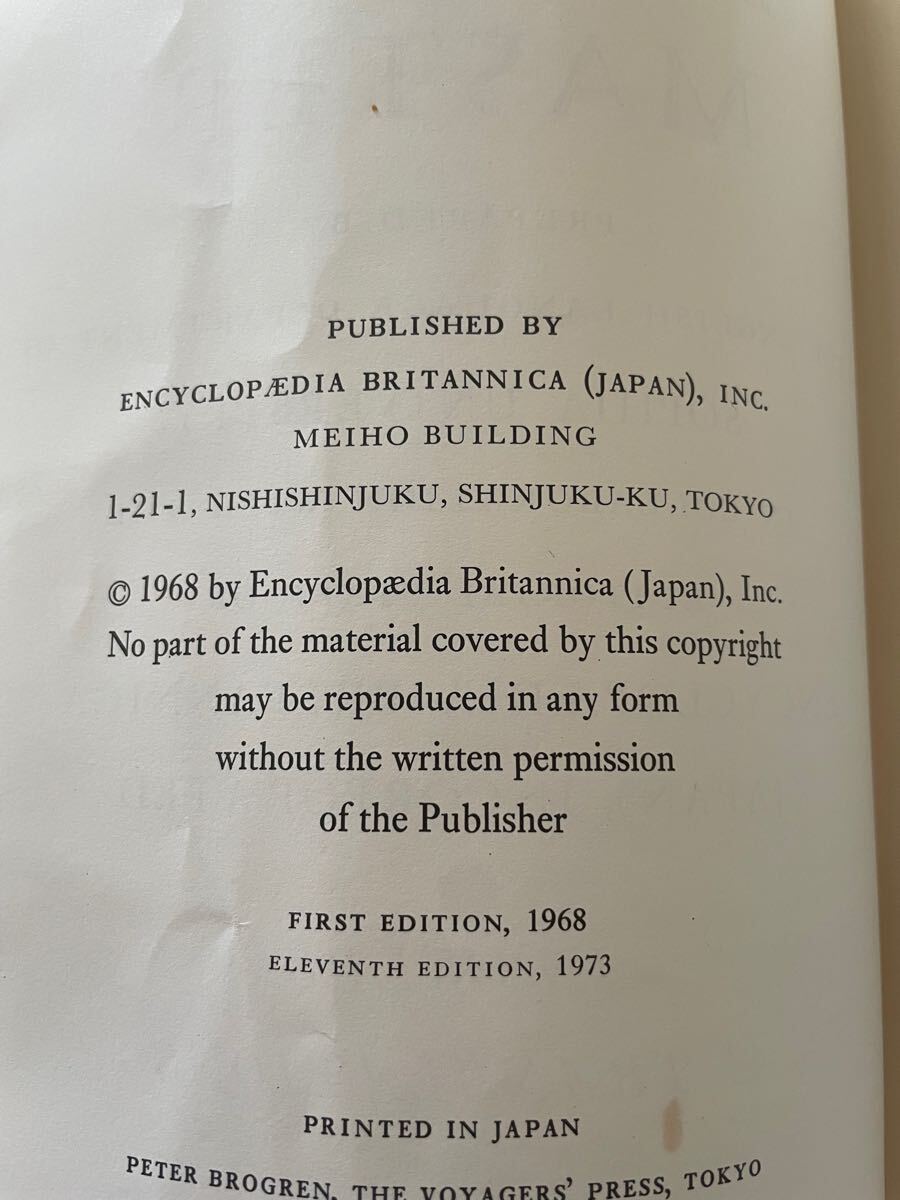 PUBLISHED BY
ENCYCLOPÆDIA BRITANNICA (JAPAN), INC.
MEIHO BUILDING
1-21-1, NISHISHINJUKU, SHINJUKU-KU, TOKYO
© 1968 by Encyclopædia Britannica (Japan), Inc.
No part of the material covered by this copyright
may be reproduced in any form
without the written permission
of the Publisher
FIRST EDITION, 1968
ELEVENTH EDITION, 1973
PRINTED IN JAPAN
PETER BROGREN, THE VOYAGERS' PRESS, TOKYO